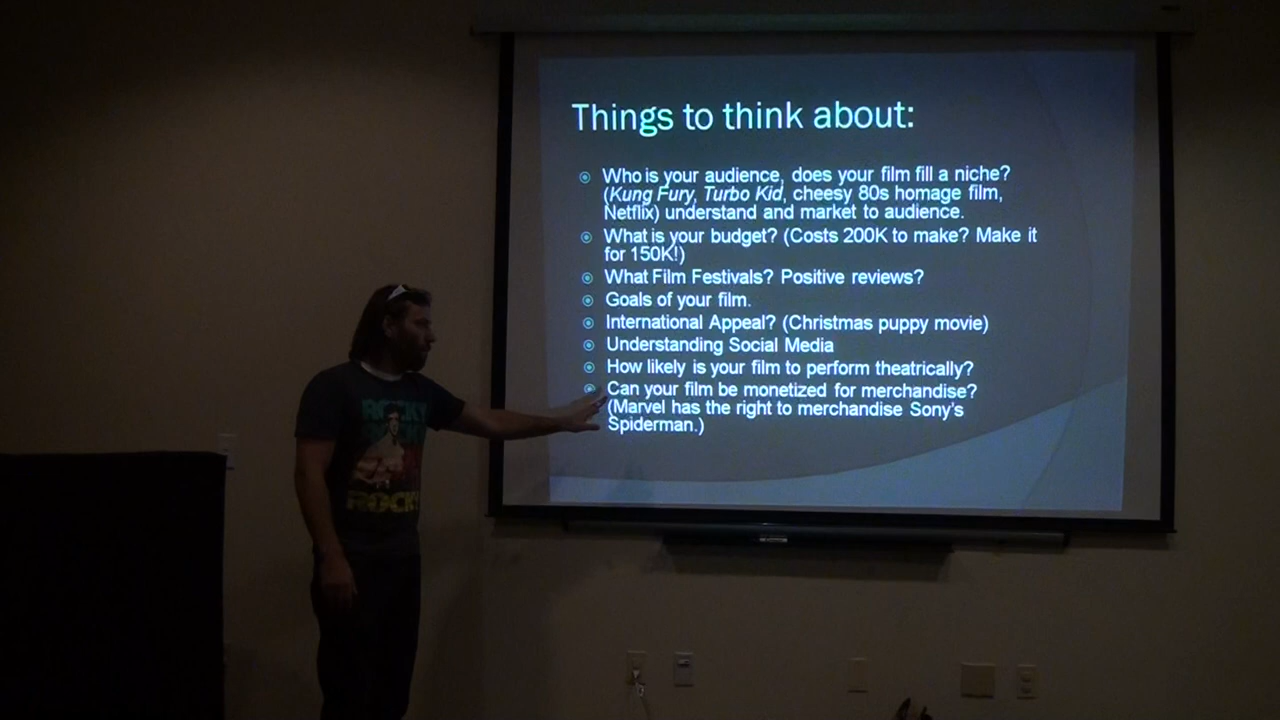 Things to think about:
Who is your audience, does your film fill a niche?
(Kung Fury, Turbo Kid, cheesy 80s homage film,
Netflix) understand and market to audience.
What is your budget? (Costs 200K to make? Make it
for 150K!)
What Film Festivals? Positive reviews?
Goals of your film.
International Appeal? (Christmas puppy movie)
Understanding Social Media
How likely is your film to perform theatrically?
Can your film be monetized for merchandise?
(Marvel has the right to merchandise Sony's
Spiderman.)
ROCKY
ROCKY